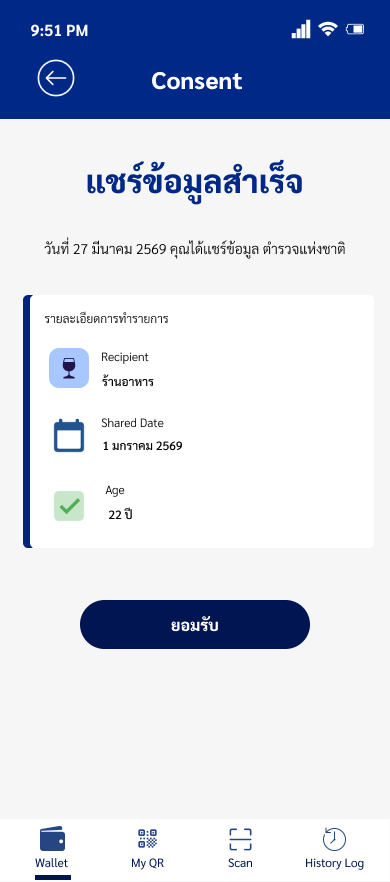 9:51 PM
Consent
แชร์ข้อมูลสำเร็จ
วันที่ 27 มีนาคม 2569 คุณได้แชร์ข้อมูล ตำรวจแห่งชาติ
รายละเอียดการทำรายการ
Recipient
ร้านอาหาร
Shared Date
1 มกราคม 2569
Age
22 ปี
ยอมรับ
Wallet
My QR
Scan
History Log